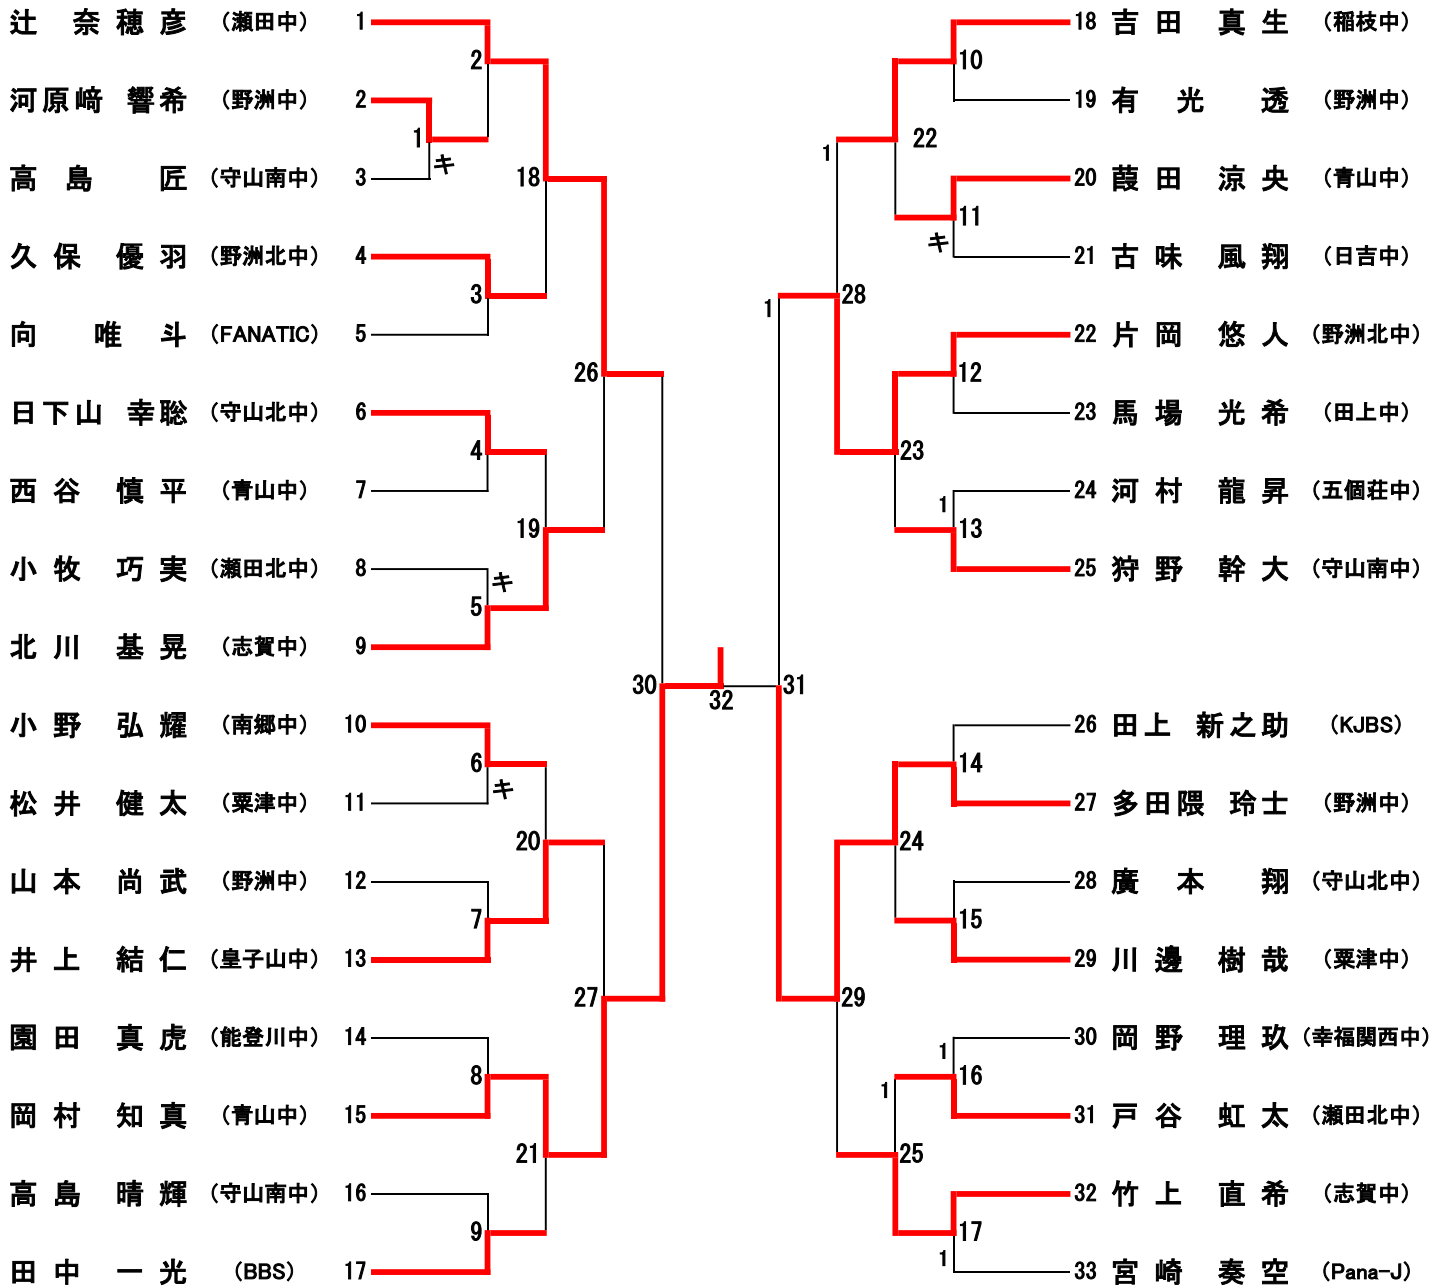 辻 奈穂彦 （瀬田中） 1
河原﨑 響希 （野洲中） 2
高島 匠 （守山南中） 3
久保 優羽 （野洲北中） 4
向 唯斗 （FANATIC） 5
日下山 幸聡 （守山北中） 6
西谷 慎平 （青山中） 7
小牧 巧実 （瀬田北中） 8
北川 基晃 （志賀中） 9
小野 弘耀 （南郷中） 10
松井 健太 （粟津中） 11
山本 尚武 （野洲中） 12
井上 結仁 （皇子山中） 13
園田 真虎 （能登川中） 14
岡村 知真 （青山中） 15
高島 晴輝 （守山南中） 16
田中 一光 （BBS） 17
1
キ
2
3
4
キ
5
6
キ
7
8
9
18
19
20
21
26
27
30
32
31
1
28
29
1
22
23
24
1
25
10
11
キ
12
1
13
14
15
1
16
17
1
18 吉田 真生 （稲枝中）
19 有光 透 （野洲中）
20 葭田 涼央 （青山中）
21 古味 風翔 （日吉中）
22 片岡 悠人 （野洲北中）
23 馬場 光希 （田上中）
24 河村 龍昇 （五個荘中）
25 狩野 幹大 （守山南中）
26 田上 新之助 （KJBS）
27 多田隈 玲士 （野洲中）
28 廣本 翔 （守山北中）
29 川邊 樹哉 （粟津中）
30 岡野 理玖 （幸福関西中）
31 戸谷 虹太 （瀬田北中）
32 竹上 直希 （志賀中）
33 宮崎 奏空 （Pana-J）